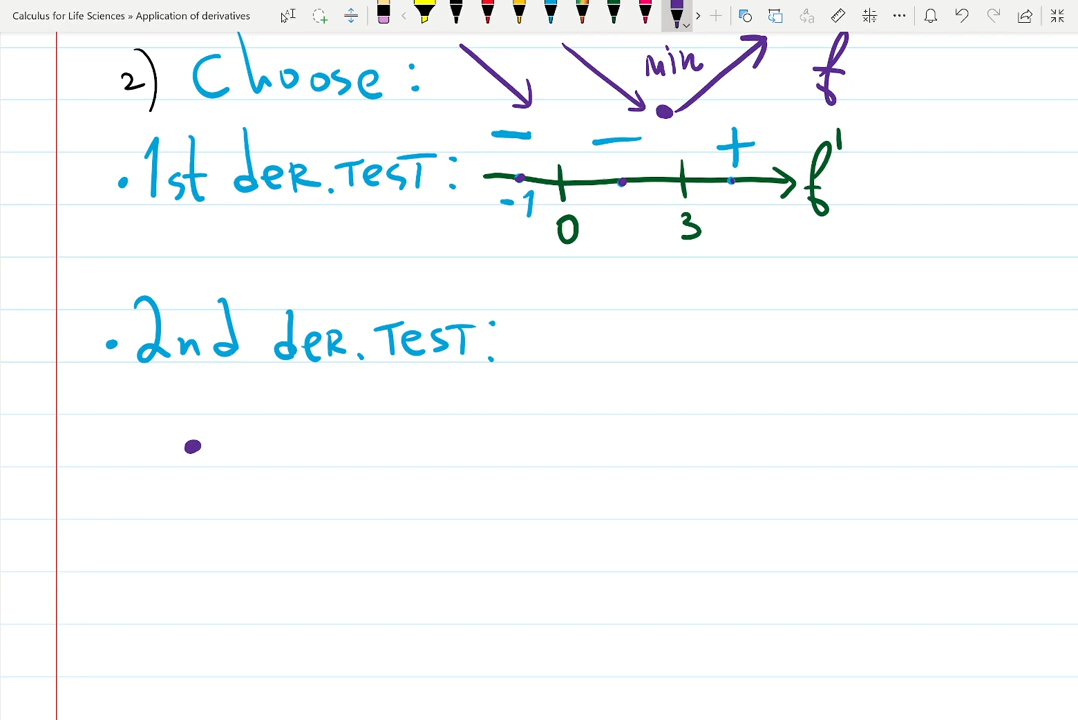 Calculus for Life Sciences » Application of derivatives
2) Choose: min f
• 1st der. TEST: − − + f'
-1 0 3
• 2nd der. TEST: